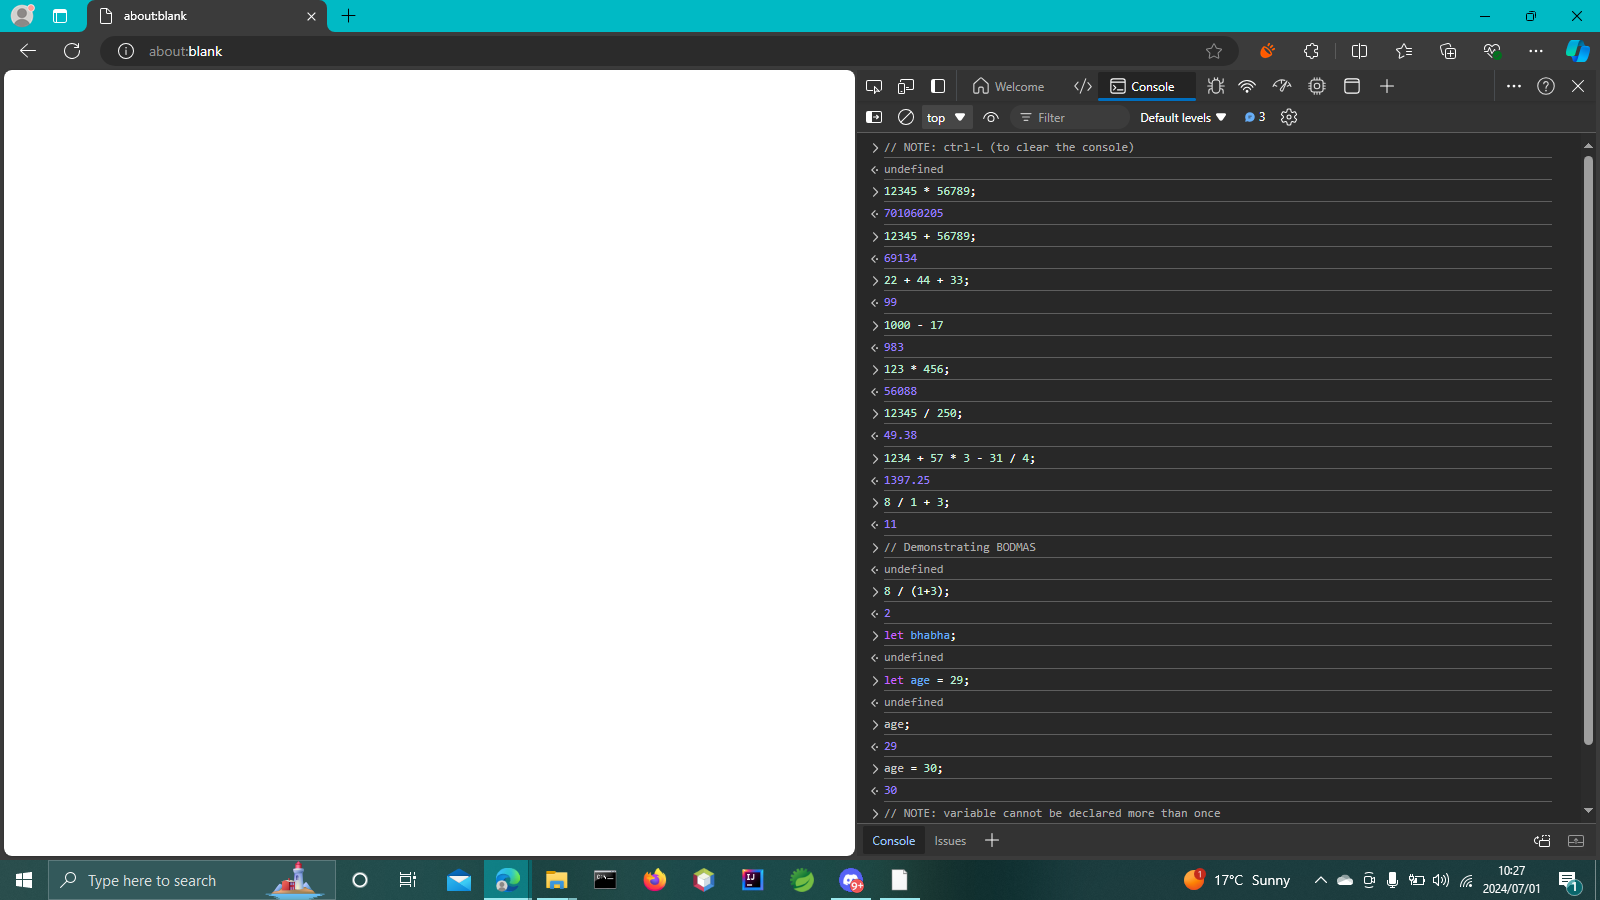 about:blank
about:blank
Welcome
Console
top
Filter
Default levels
3
// NOTE: ctrl-L (to clear the console)
undefined
12345 * 56789;
701060205
12345 + 56789;
69134
22 + 44 + 33;
99
1000 - 17
983
123 * 456;
56088
12345 / 250;
49.38
1234 + 57 * 3 - 31 / 4;
1397.25
8 / 1 + 3;
11
// Demonstrating BODMAS
undefined
8 / (1+3);
2
let bhabha;
undefined
let age = 29;
undefined
age;
29
age = 30;
30
// NOTE: variable cannot be declared more than once
Console
Issues
Type here to search
9+
1
17°C Sunny
10:27
2024/07/01
1